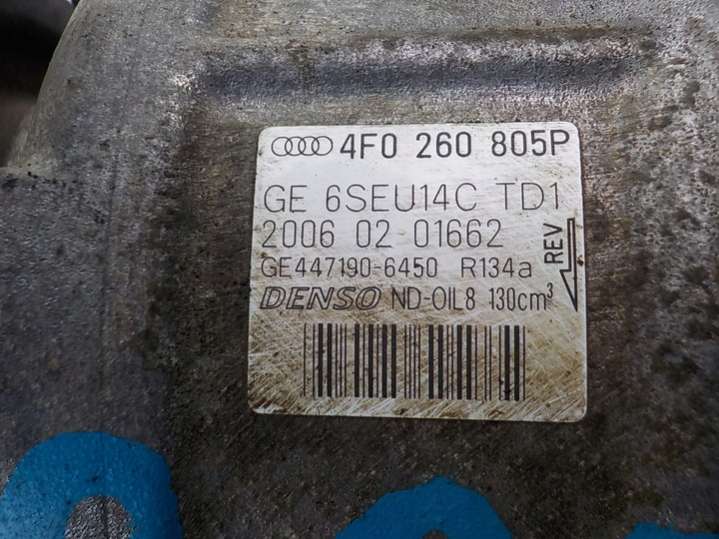 4F0 260 805P
GE 6SEU14C TD1
2006 02 01662
GE447190-6450 R134a
DENSO ND-OIL8 130cm³
REV